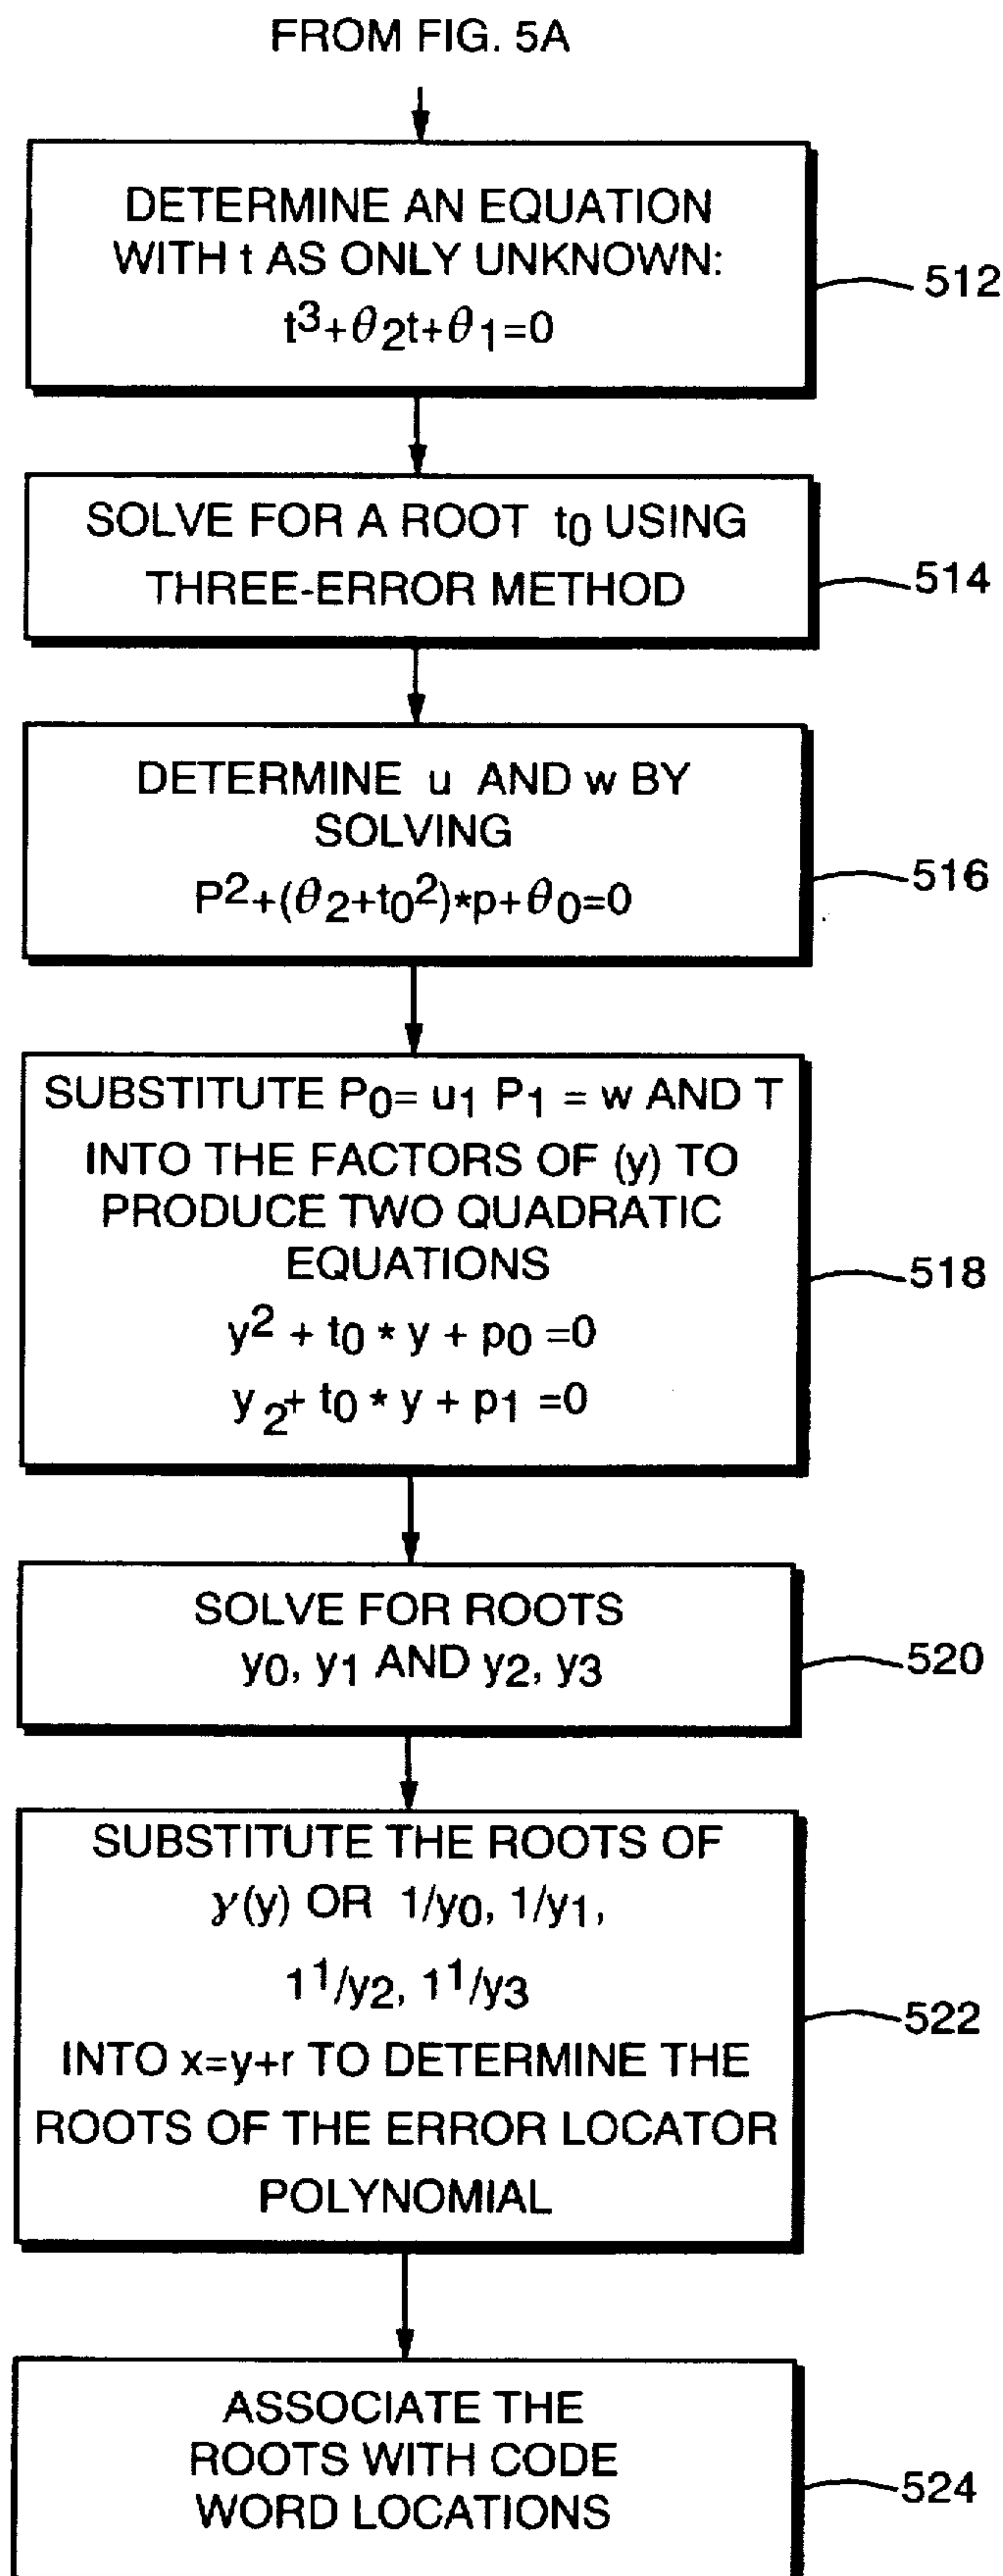 FROM FIG. 5A
DETERMINE AN EQUATION
WITH t AS ONLY UNKNOWN:
t³+θ₂t+θ₁=0
512
SOLVE FOR A ROOT t₀ USING
THREE-ERROR METHOD
514
DETERMINE u AND w BY
SOLVING
P²+(θ₂+t₀²)*p+θ₀=0
516
SUBSTITUTE P₀= u₁ P₁ = w AND T
INTO THE FACTORS OF (y) TO
PRODUCE TWO QUADRATIC
EQUATIONS
y² + t₀ * y + p₀ =0
y ₂+ t₀ * y + p₁ =0
518
SOLVE FOR ROOTS
y₀, y₁ AND y₂, y₃
520
SUBSTITUTE THE ROOTS OF
γ(y) OR 1/y₀, 1/y₁,
1¹/y₂, 1¹/y₃
INTO x=y+r TO DETERMINE THE
ROOTS OF THE ERROR LOCATOR
POLYNOMIAL
522
ASSOCIATE THE
ROOTS WITH CODE
WORD LOCATIONS
524